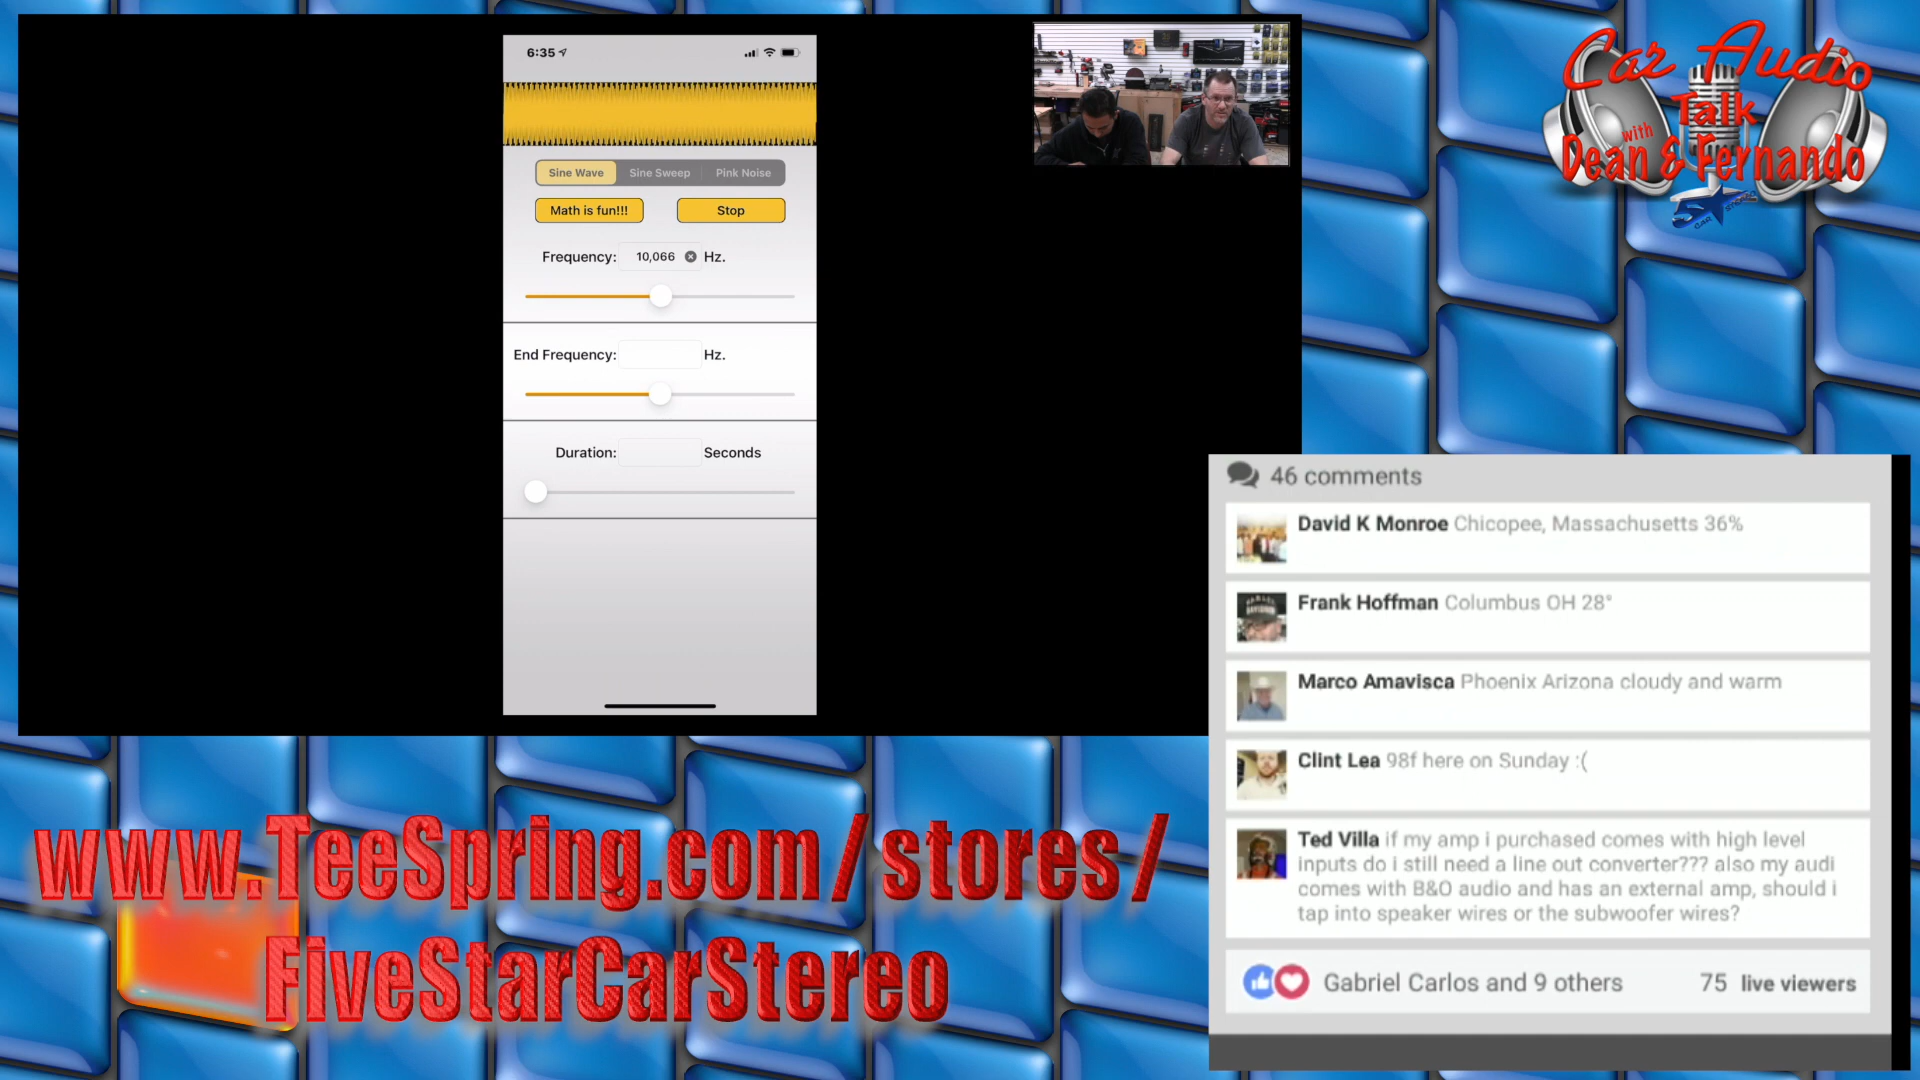 6:35
Sine Wave Sine Sweep Pink Noise
Math is fun!!! Stop
Frequency: 10,066 Hz.
End Frequency: Hz.
Duration: Seconds
Car Audio
Talk
with
Dean & Fernando
46 comments
David K Monroe Chicopee, Massachusetts 36%
Frank Hoffman Columbus OH 28°
Marco Amavisca Phoenix Arizona cloudy and warm
Clint Lea 98f here on Sunday :(
Ted Villa if my amp i purchased comes with high level
inputs do i still need a line out converter??? also my audi
comes with B&O audio and has an external amp, should i
tap into speaker wires or the subwoofer wires?
Gabriel Carlos and 9 others 75 live viewers
www.TeeSpring.com/stores/
FiveStarCarStereo